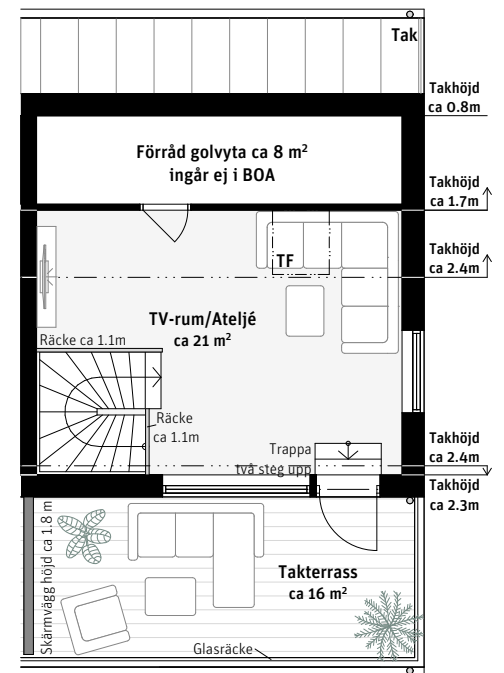 Tak
Takhöjd
ca 0.8m
Förråd golvyta ca 8 m²
ingår ej i BOA
Takhöjd
ca 1.7m
Takhöjd
ca 2.4m
TF
TV-rum/Ateljé
ca 21 m²
Räcke ca 1.1m
Räcke
ca 1.1m
Trappa
två steg upp
Takhöjd
ca 2.4m
Takhöjd
ca 2.3m
Skärmvägg höjd ca 1.8 m
Takterrass
ca 16 m²
Glasräcke